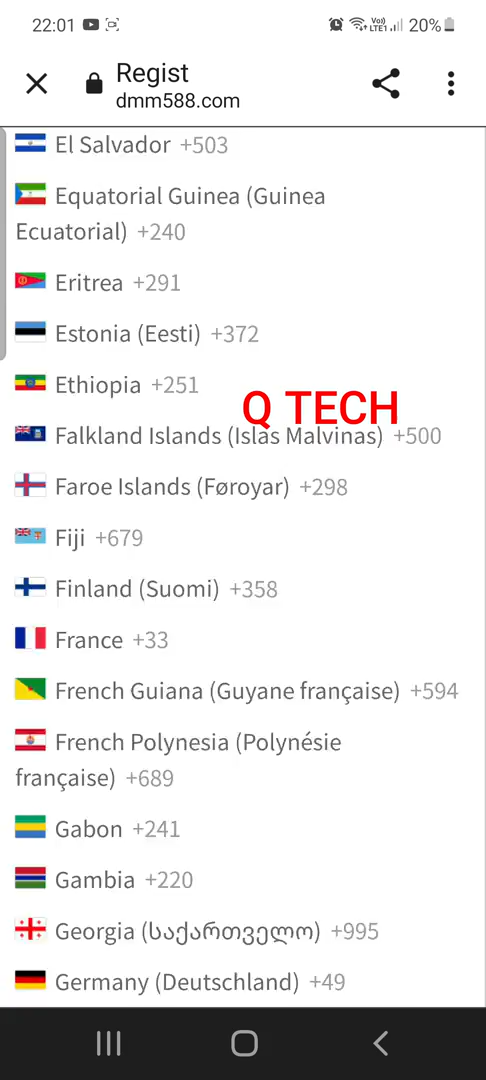 22:01 Vo)) LTE1 20%
Regist
dmm588.com
El Salvador +503
Equatorial Guinea (Guinea
Ecuatorial) +240
Eritrea +291
Estonia (Eesti) +372
Ethiopia +251
Q TECH
Falkland Islands (Islas Malvinas) +500
Faroe Islands (Føroyar) +298
Fiji +679
Finland (Suomi) +358
France +33
French Guiana (Guyane française) +594
French Polynesia (Polynésie
française) +689
Gabon +241
Gambia +220
Georgia (საქართველო) +995
Germany (Deutschland) +49